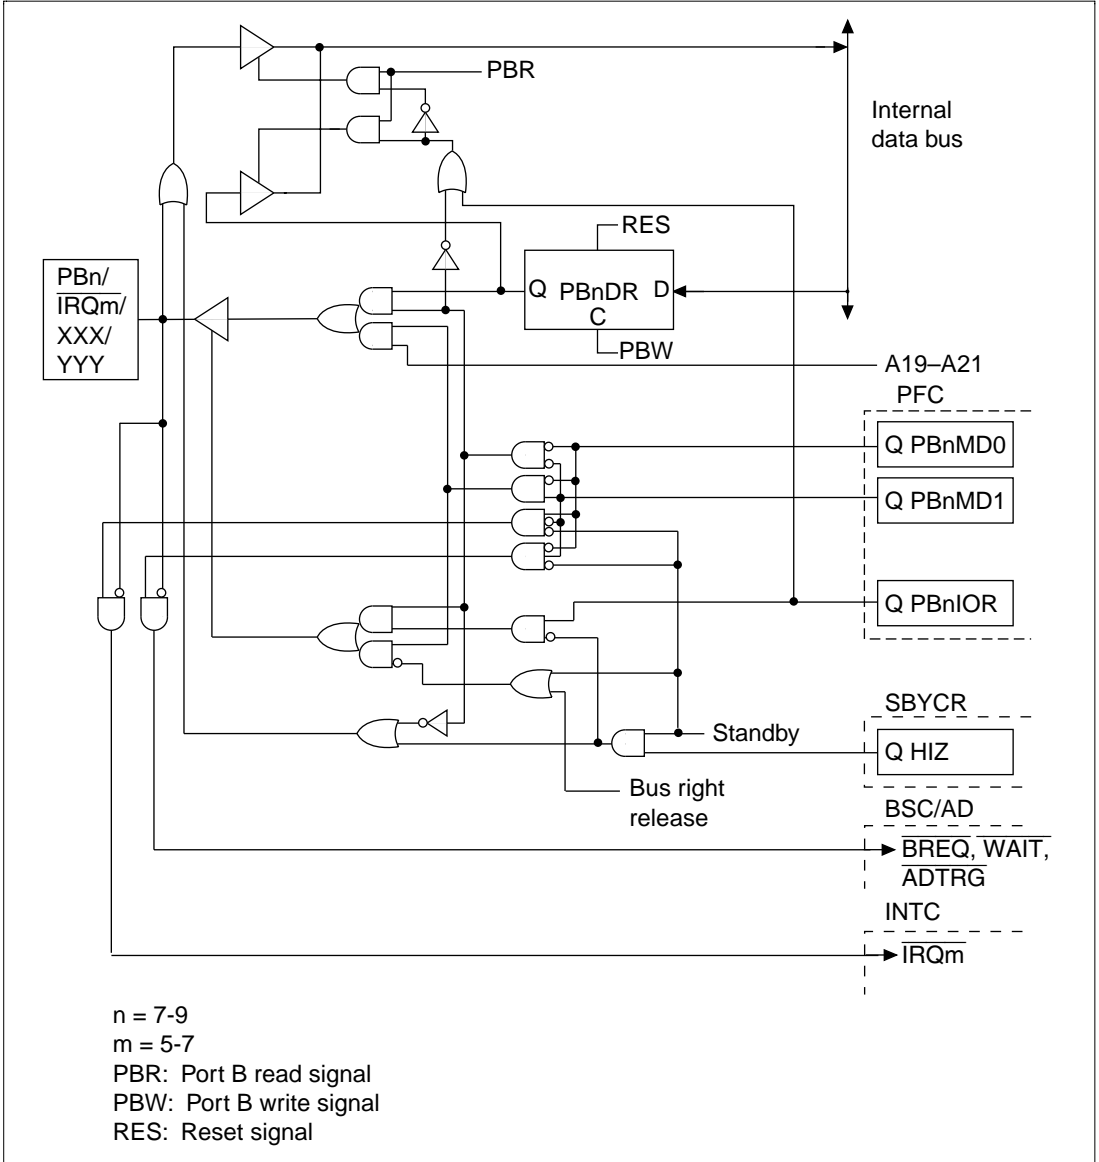 PBR
Internal
data bus
RES
PBn/
IRQm/
XXX/
YYY
Q PBnDR D
C
PBW
A19–A21
PFC
Q PBnMD0
Q PBnMD1
Q PBnIOR
SBYCR
Standby
Q HIZ
Bus right
release
BSC/AD
BREQ, WAIT,
ADTRG
INTC
IRQm
n = 7-9
m = 5-7
PBR: Port B read signal
PBW: Port B write signal
RES: Reset signal